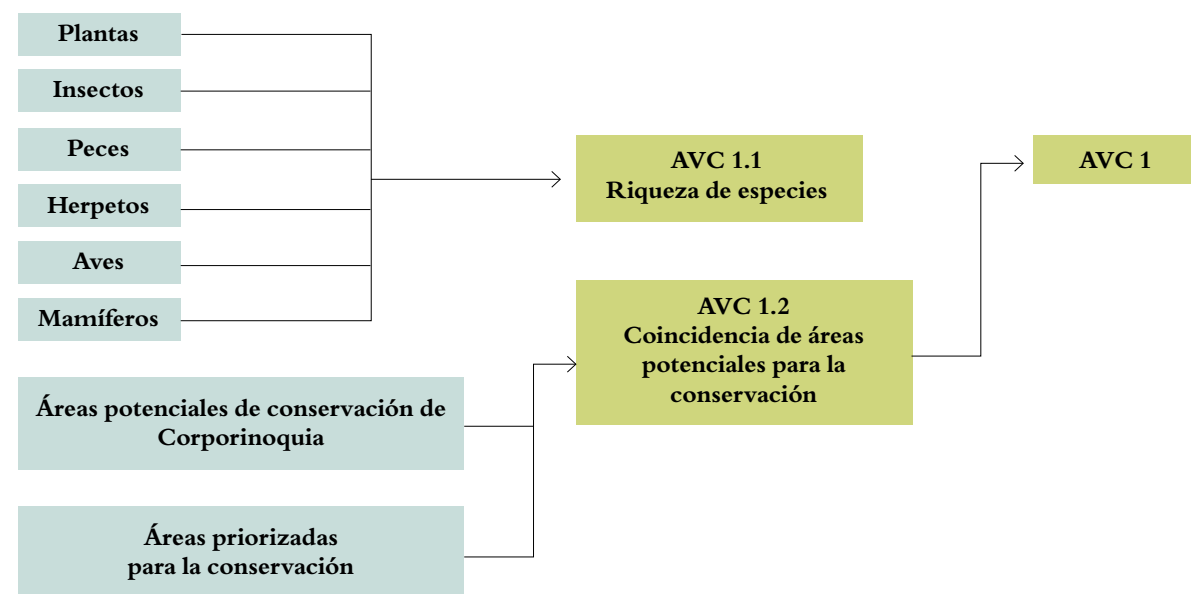 Plantas
Insectos
Peces
Herpetos
Aves
Mamíferos
Áreas potenciales de conservación de
Corporinoquia
Áreas priorizadas
para la conservación
AVC 1.1
Riqueza de especies
AVC 1.2
Coincidencia de áreas
potenciales para la
conservación
AVC 1